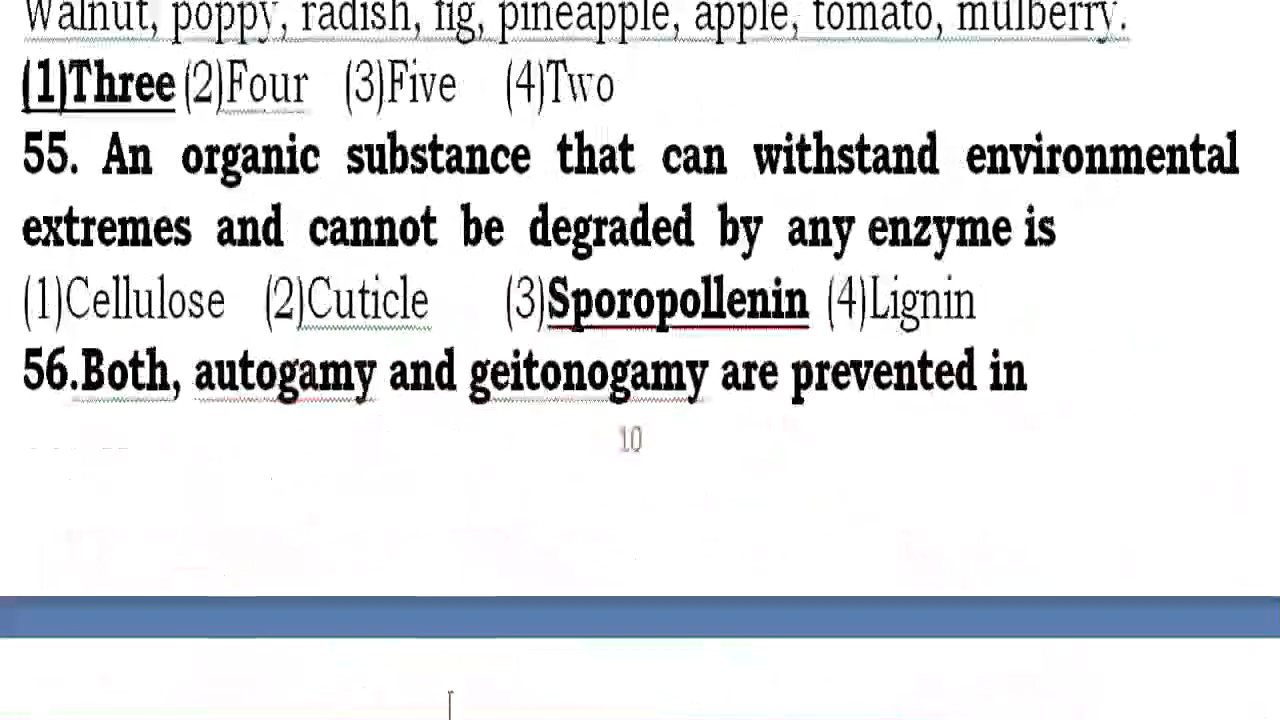 Walnut, poppy, radish, fig, pineapple, apple, tomato, mulberry.
(1)Three (2)Four (3)Five (4)Two
55. An organic substance that can withstand environmental
extremes and cannot be degraded by any enzyme is
(1)Cellulose (2)Cuticle (3)Sporopollenin (4)Lignin
56.Both, autogamy and geitonogamy are prevented in
10